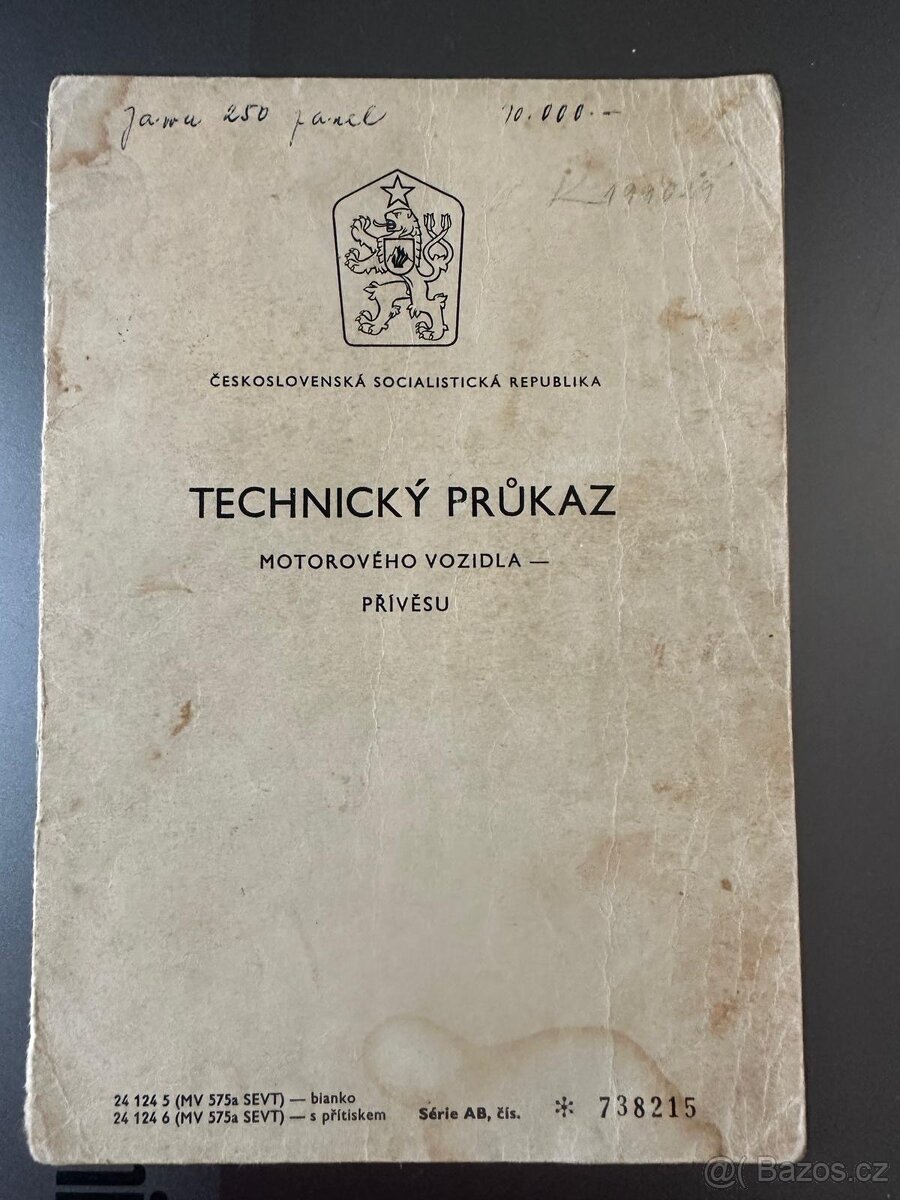 Jawa 250 panel 10.000.-
ČESKOSLOVENSKÁ SOCIALISTICKÁ REPUBLIKA
TECHNICKÝ PRŮKAZ
MOTOROVÉHO VOZIDLA —
PŘÍVĚSU
24 124 5 (MV 575a SEVT) — bianko
24 124 6 (MV 575a SEVT) — s přítiskem Série AB, čís. * 738215
@( Bazos.cz